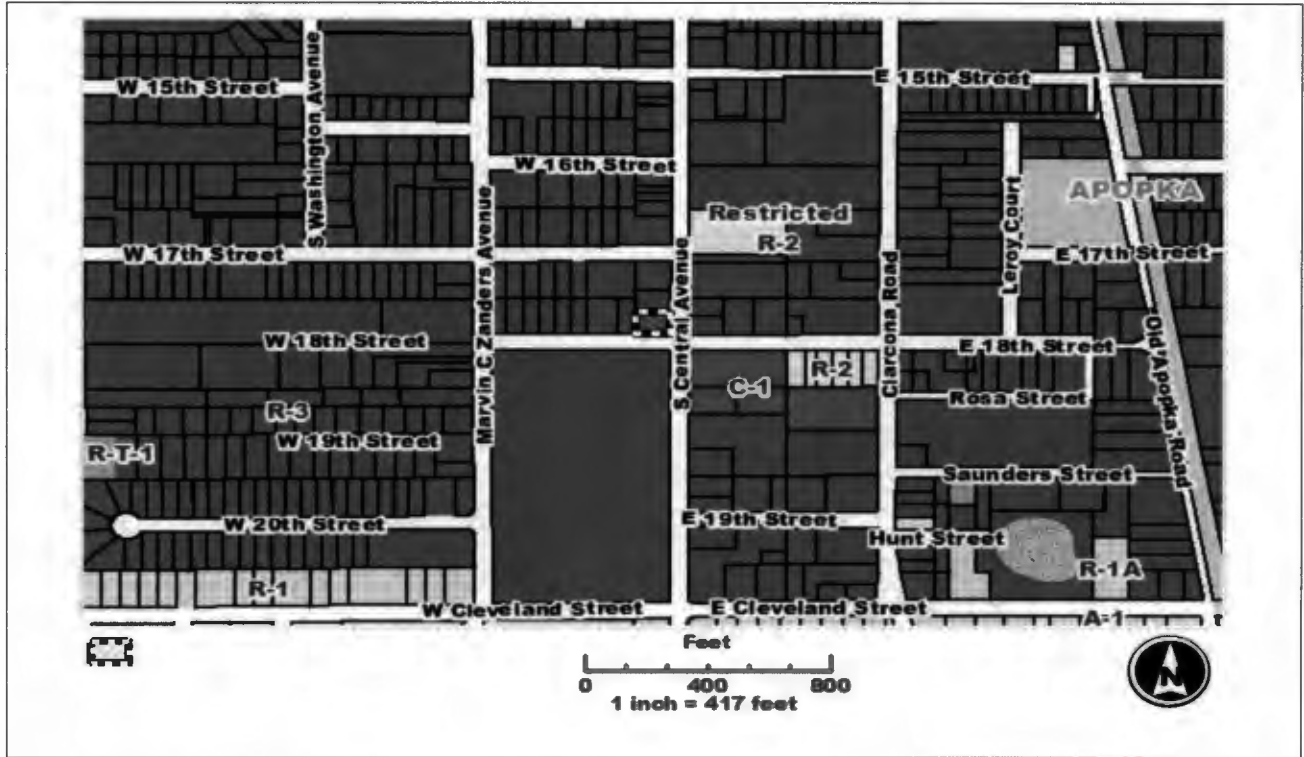 W 15th Street
S Washington Avenue
E 15th Street
W 16th Street
Leroy Court
APOPKA
Restricted
R-2
W 17th Street
E 17th Street
Marvin C Zanders Avenue
S Central Avenue
Clarcona Road
W 18th Street
E 18th Street
Old Apopka Road
R-2
C-1
Rosa Street
R-3
W 19th Street
R-T-1
Saunders Street
W 20th Street
E 19th Street
Hunt Street
R-1A
R-1
W Cleveland Street
E Cleveland Street
A-1
Feet
0 400 800
1 inch = 417 feet
N